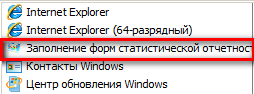 Internet Explorer
Internet Explorer (64-разрядный)
Заполнение форм статистической отчетност
Контакты Windows
Центр обновления Windows